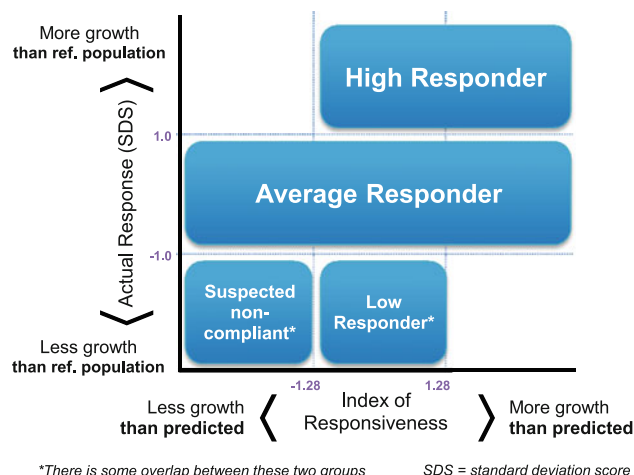 More growth
than ref. population
High Responder
1.0
Actual Response (SDS)
Average Responder
-1.0
Suspected
non-
compliant*
Low
Responder*
Less growth
than ref. population
-1.28
1.28
Less growth
than predicted
Index of
Responsiveness
More growth
than predicted
*There is some overlap between these two groups
SDS = standard deviation score